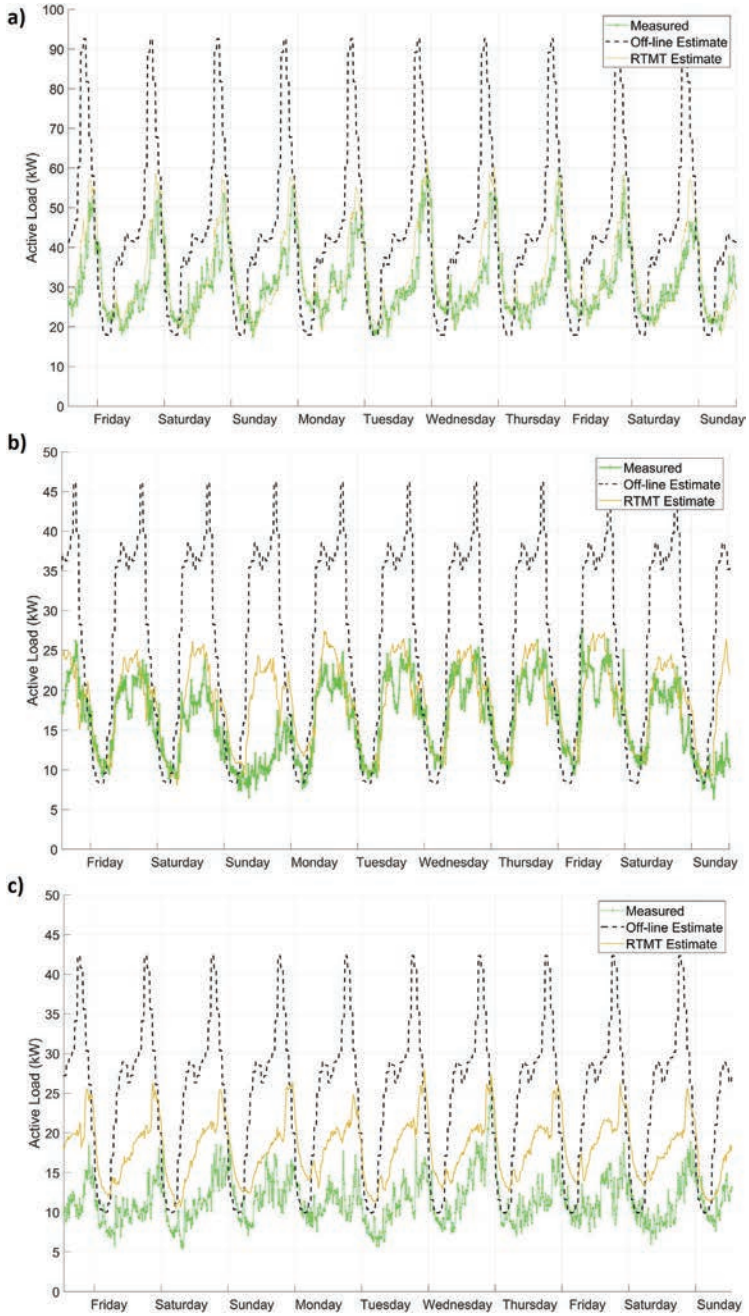 a)
100
90
80
70
60
50
40
30
20
10
0
Active Load (kW)
Measured
Off-line Estimate
RTMT Estimate
Friday Saturday Sunday Monday Tuesday Wednesday Thursday Friday Saturday Sunday
b)
50
45
40
35
30
25
20
15
10
5
0
Active Load (kW)
Measured
Off-line Estimate
RTMT Estimate
Friday Saturday Sunday Monday Tuesday Wednesday Thursday Friday Saturday Sunday
c)
50
45
40
35
30
25
20
15
10
5
0
Active Load (kW)
Measured
Off-line Estimate
RTMT Estimate
Friday Saturday Sunday Monday Tuesday Wednesday Thursday Friday Saturday Sunday